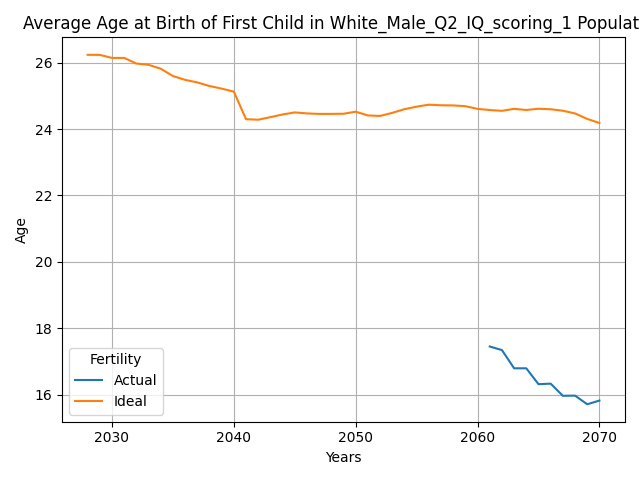 Average Age at Birth of First Child in White_Male_Q2_IQ_scoring_1 Populat
26
24
22
20
18
16
Age
Fertility
Actual
Ideal
2030 2040 2050 2060 2070
Years